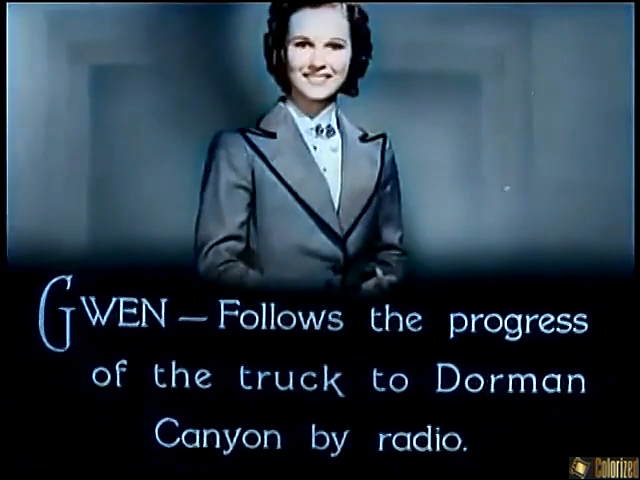 GWEN — Follows the progress
of the truck to Dorman
Canyon by radio.
Colorized